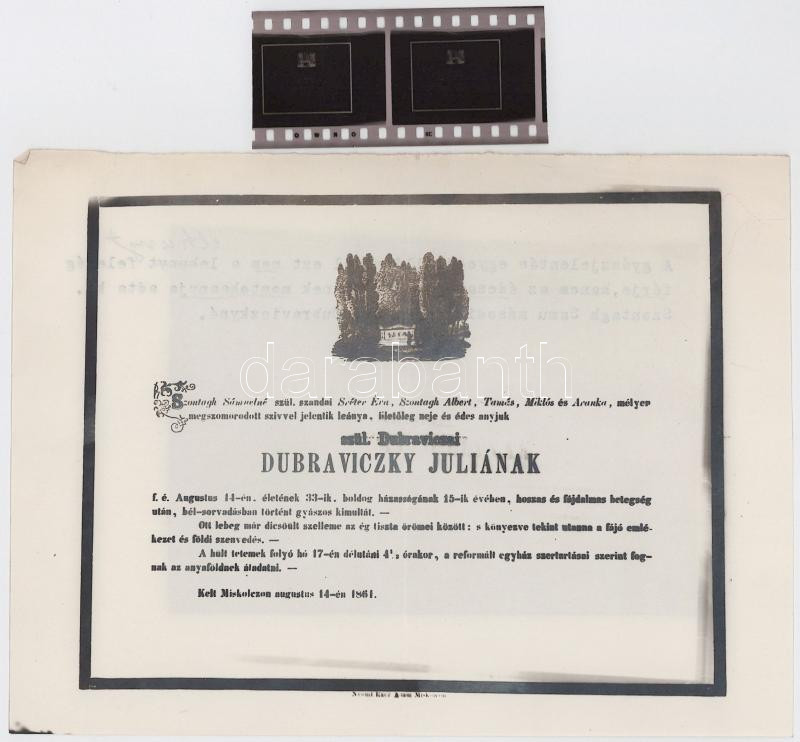 ORWO
darabanth
Szontagh Sámuelné szül. szandai Sréter Éva, Szontagh Albert, Tamás, Miklós és Aranka, mélyen
megszomorodott szivvel jelentik leánya, illetőleg neje és édes anyjuk
szül. Dubraviczai
DUBRAVICZKY JULIÁNAK
f. é. Augustus 14-én, életének 33-ik, boldog házasságának 15-ik évében, hosszas és fájdalmas betegség
után, bél-sorvadásban történt gyászos kimultát. —
Ott lebeg már dicsőült szelleme az ég tiszta örömei között: s könyezve tekint utanna a fájó emlé-
kezet és földi szenvedés. —
A hült tetemek folyó hó 17-én délutáni 4½ órakor, a reformált egyház szertartásai szerint fog-
nak az anyaföldnek átadatni. —
Kelt Miskolczon augustus 14-én 1861.